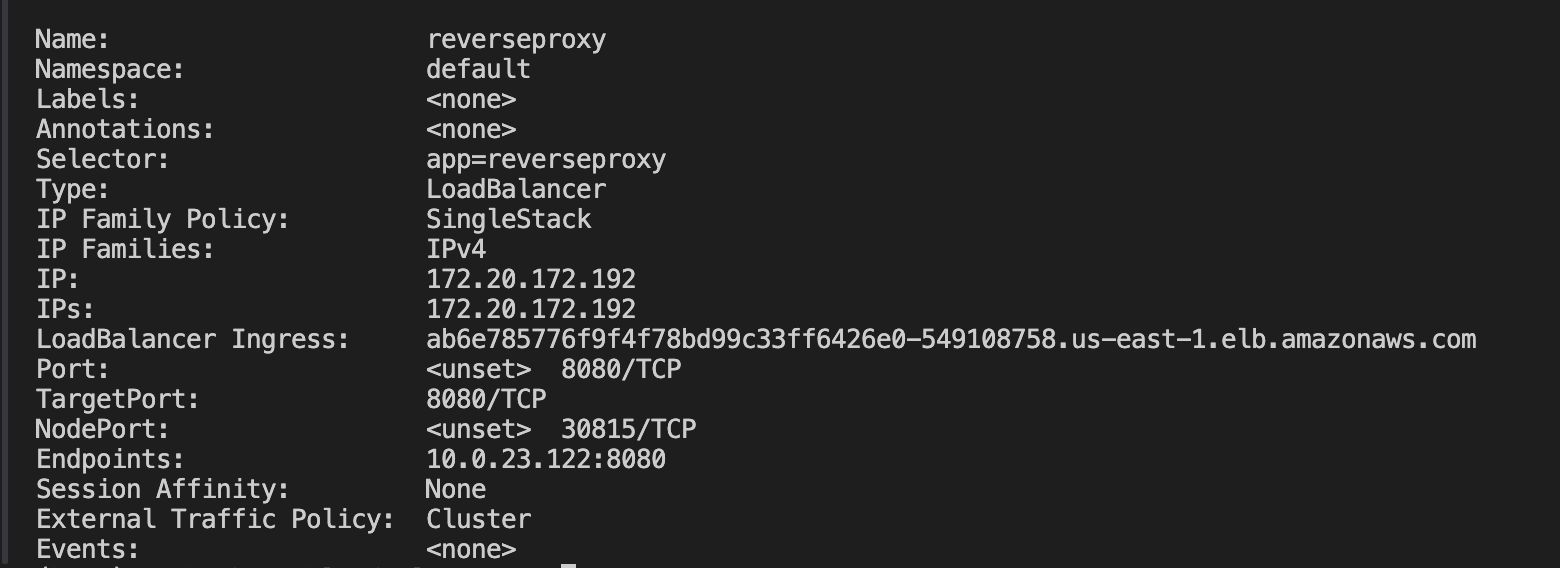 Name: reverseproxy
Namespace: default
Labels: <none>
Annotations: <none>
Selector: app=reverseproxy
Type: LoadBalancer
IP Family Policy: SingleStack
IP Families: IPv4
IP: 172.20.172.192
IPs: 172.20.172.192
LoadBalancer Ingress: ab6e785776f9f4f78bd99c33ff6426e0-549108758.us-east-1.elb.amazonaws.com
Port: <unset> 8080/TCP
TargetPort: 8080/TCP
NodePort: <unset> 30815/TCP
Endpoints: 10.0.23.122:8080
Session Affinity: None
External Traffic Policy: Cluster
Events: <none>